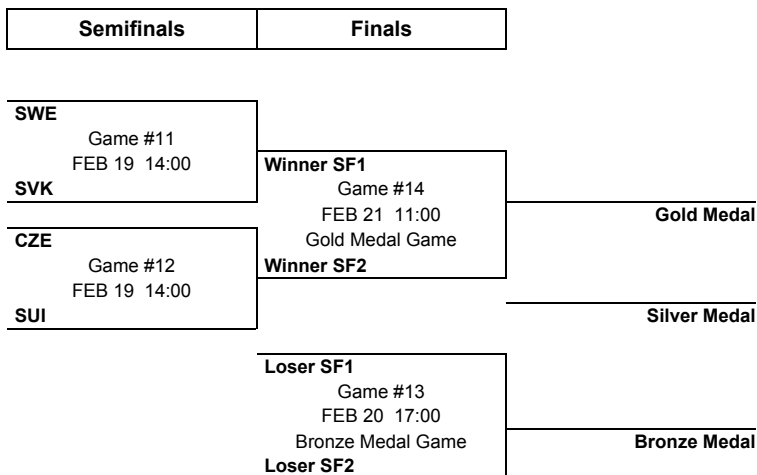 Semifinals
Finals
SWE
Game #11
FEB 19 14:00
SVK
CZE
Game #12
FEB 19 14:00
SUI
Winner SF1
Game #14
FEB 21 11:00
Gold Medal Game
Winner SF2
Gold Medal
Silver Medal
Loser SF1
Game #13
FEB 20 17:00
Bronze Medal Game
Loser SF2
Bronze Medal